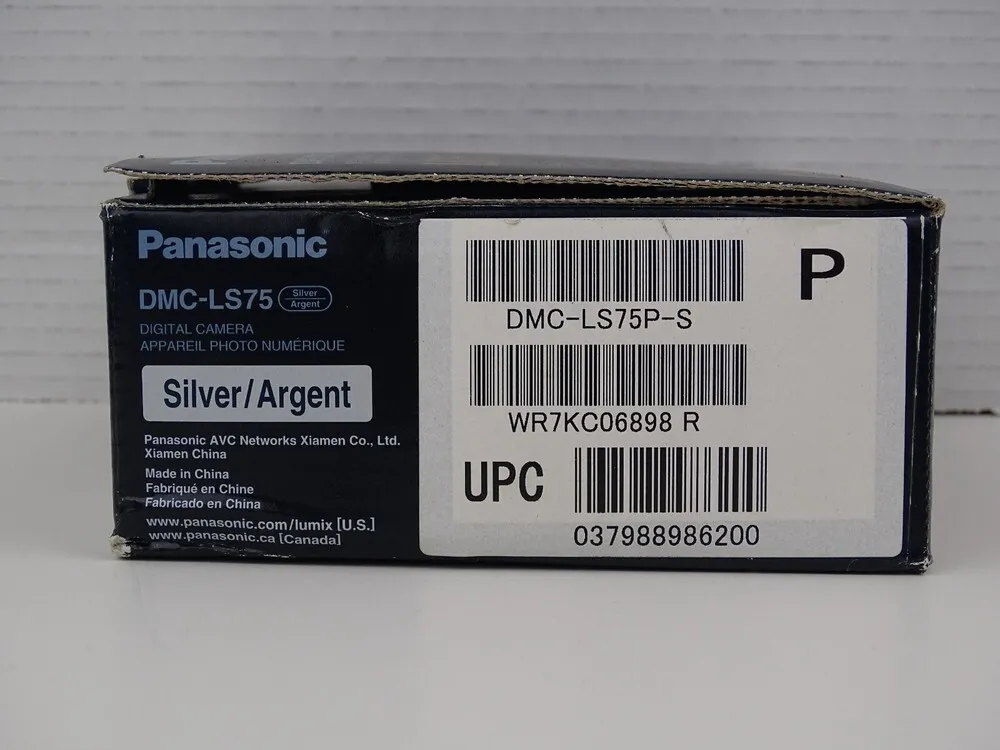 Panasonic
DMC-LS75 Silver Argent
DIGITAL CAMERA
APPAREIL PHOTO NUMÉRIQUE
Silver/Argent
Panasonic AVC Networks Xiamen Co., Ltd.
Xiamen China
Made in China
Fabriqué en Chine
Fabricado en China
www.panasonic.com/lumix [U.S.]
www.panasonic.ca [Canada]
P
DMC-LS75P-S
WR7KC06898 R
UPC
037988986200